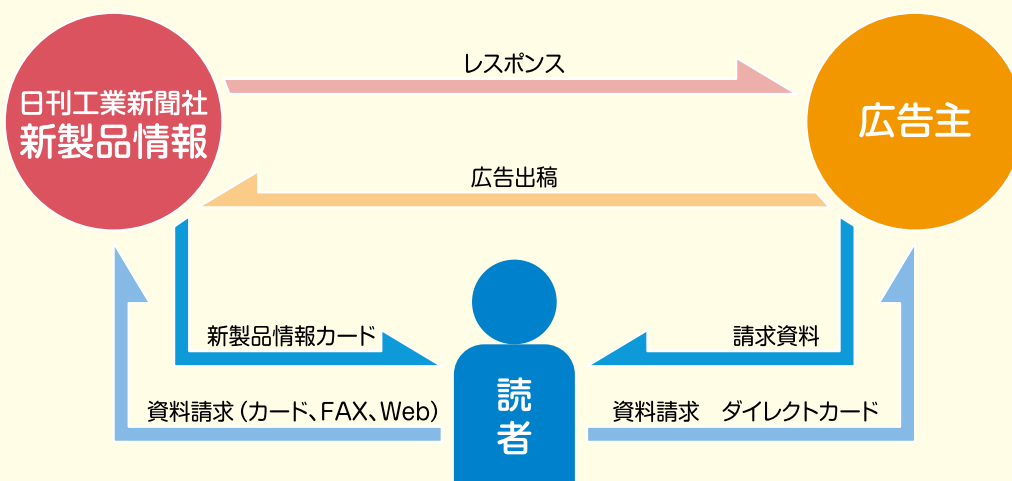 レスポンス
日刊工業新聞社
新製品情報
広告主
広告出稿
新製品情報カード
請求資料
資料請求（カード、FAX、Web）
読
者
資料請求　ダイレクトカード